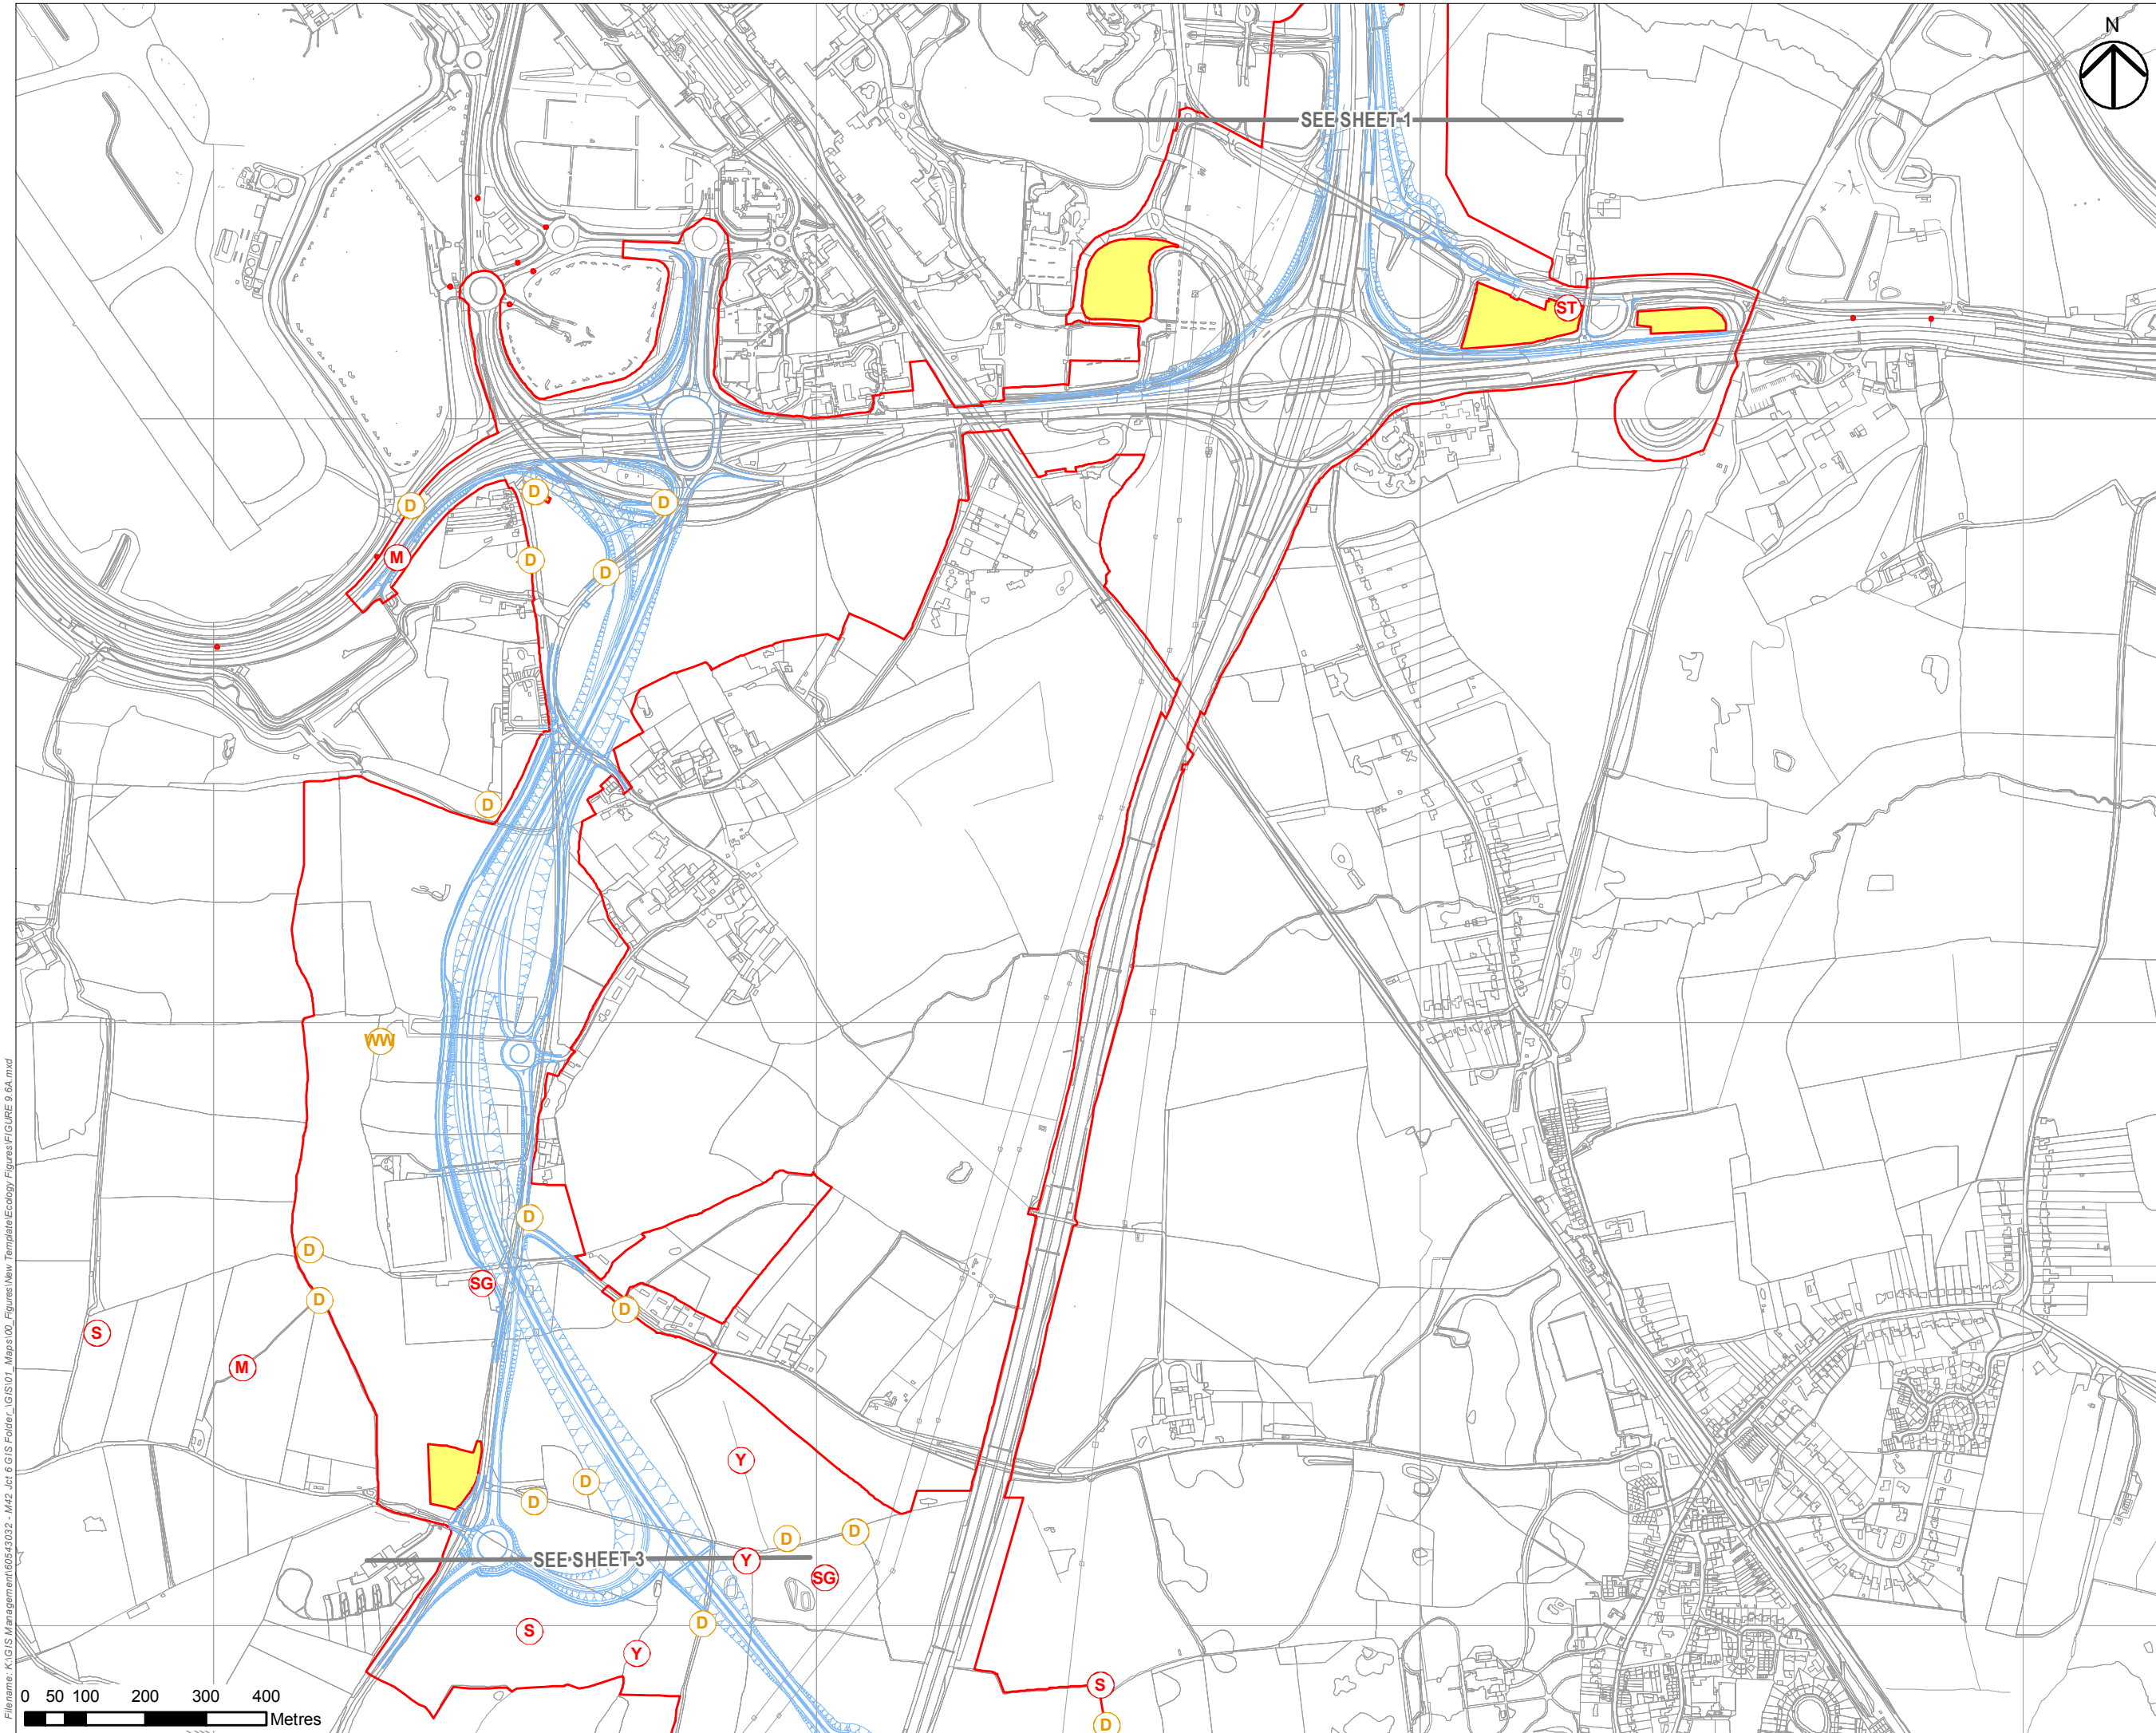 N
SEE SHEET 1
ST
D
D
D
M
D
D
D
WW
D
D
SG
D
D
S
M
Y
D
D
D
D
SEE SHEET 3
Y
SG
D
S
Y
S
D
0 50 100 200 300 400
Metres
Filename: K:\GIS Management\60543032 - M42 Jct 6 GIS Folder_\GIS\01_Maps\00_Figures\New Template\Ecology Figures\FIGURE 9.6A.mxd